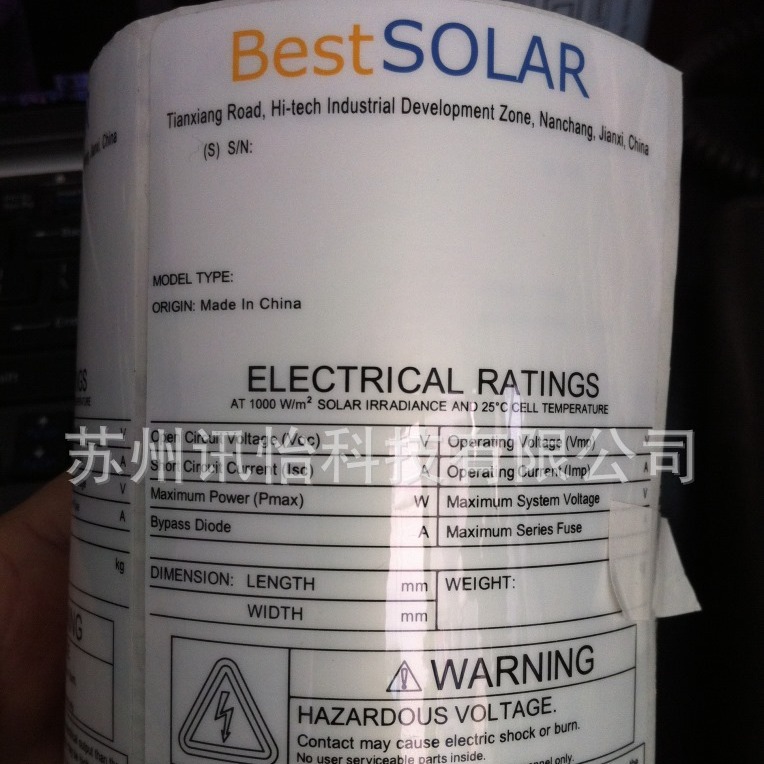 BestSOLAR
Tianxiang Road, Hi-tech Industrial Development Zone, Nanchang, Jianxi, China
(S) S/N:
MODEL TYPE:
ORIGIN: Made In China
ELECTRICAL RATINGS
AT 1000 W/m² SOLAR IRRADIANCE AND 25°C CELL TEMPERATURE
Open Circuit Voltage (Voc) V Operating Voltage (Vmp)
苏州讯怡科技有限公司
Short Circuit Current (Isc) A Operating Current (Imp)
Maximum Power (Pmax) W Maximum System Voltage V
Bypass Diode A Maximum Series Fuse
DIMENSION: LENGTH mm WEIGHT:
WIDTH mm
WARNING
HAZARDOUS VOLTAGE.
Contact may cause electric shock or burn.
No user serviceable parts inside.